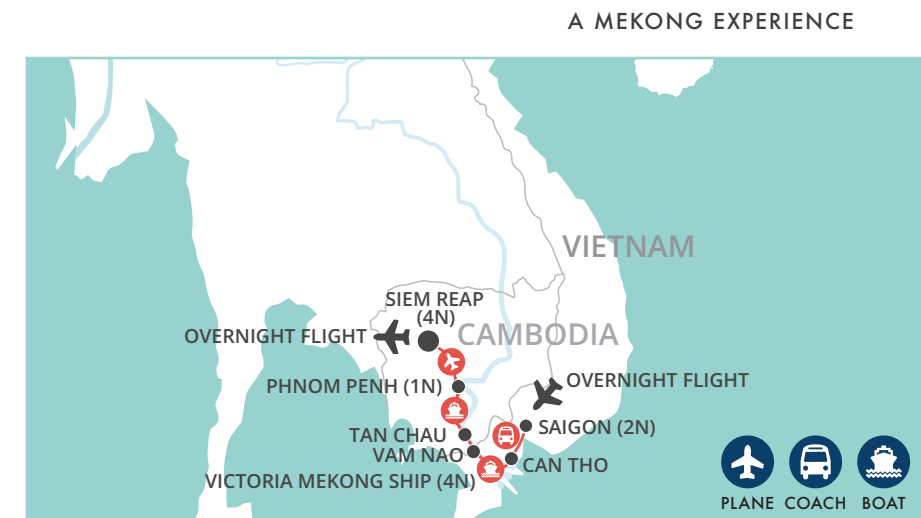 A MEKONG EXPERIENCE
VIETNAM
SIEM REAP
(4N)
CAMBODIA
OVERNIGHT FLIGHT
PHNOM PENH (1N)
OVERNIGHT FLIGHT
SAIGON (2N)
TAN CHAU
VAM NAO
CAN THO
VICTORIA MEKONG SHIP (4N)
PLANE COACH BOAT